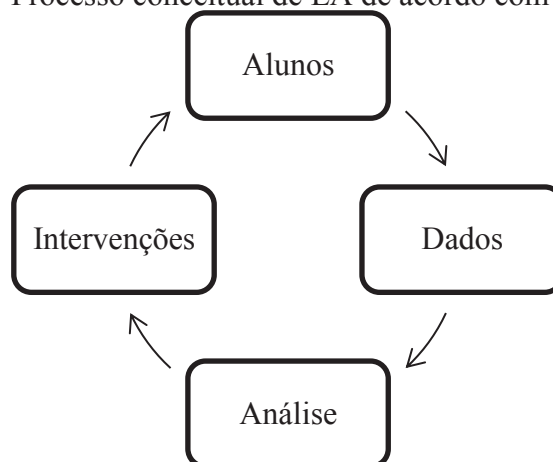 Processo conceitual de LA de acordo com
Alunos
Intervenções
Dados
Análise